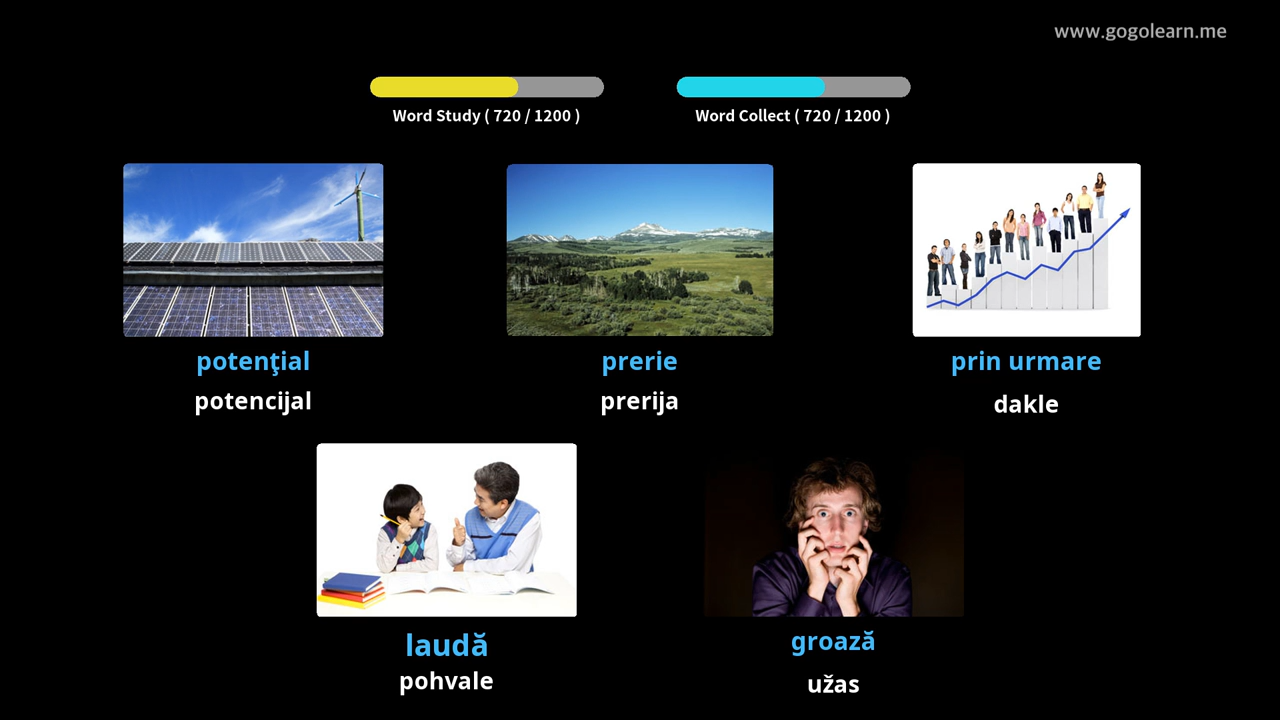 www.gogolearn.me
Word Study ( 720 / 1200 )
Word Collect ( 720 / 1200 )
potenţial
prerie
prin urmare
potencijal
prerija
dakle
laudă
groază
pohvale
užas